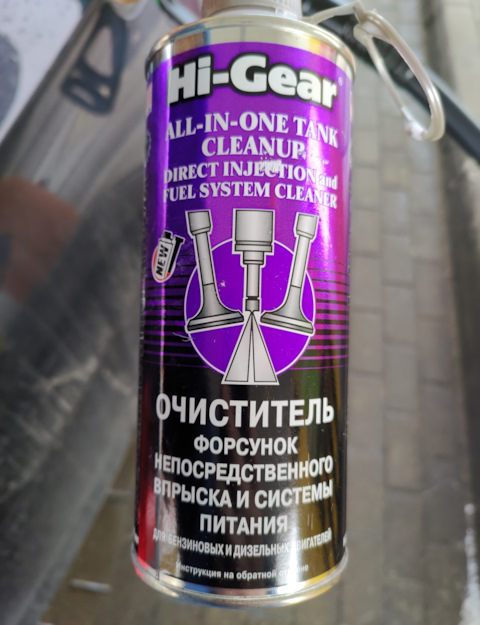 Hi-Gear®
ALL-IN-ONE TANK
CLEANUP
DIRECT INJECTION and
FUEL SYSTEM CLEANER
NEW
ОЧИСТИТЕЛЬ
ФОРСУНОК
НЕПОСРЕДСТВЕННОГО
ВПРЫСКА И СИСТЕМЫ
ПИТАНИЯ
ДЛЯ БЕНЗИНОВЫХ И ДИЗЕЛЬНЫХ ДВИГАТЕЛЕЙ
Инструкция на обратной стороне